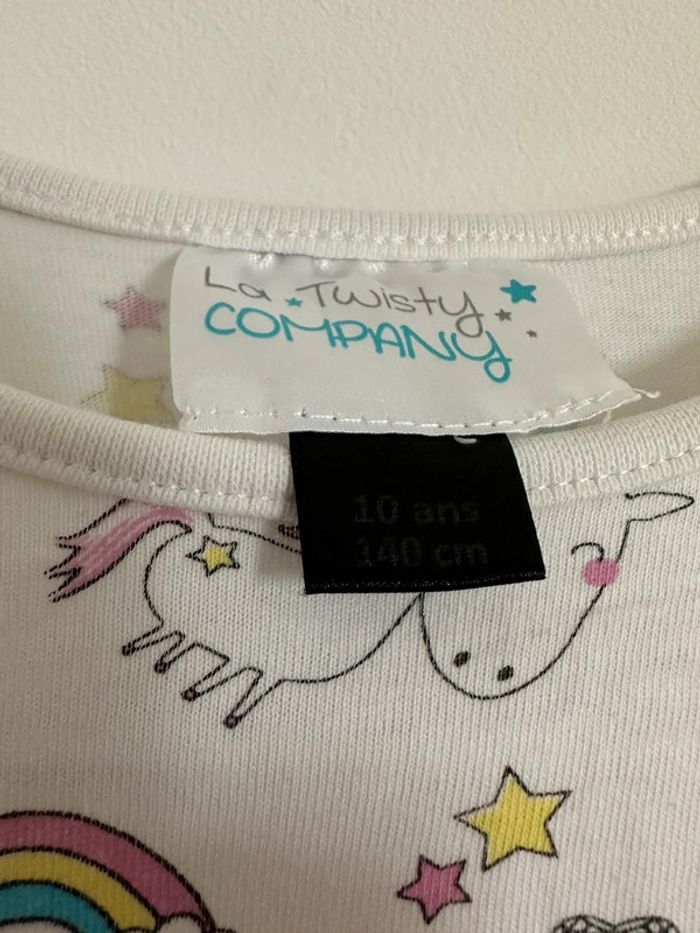 La Twisty
COMPANY
10 ans
140 cm